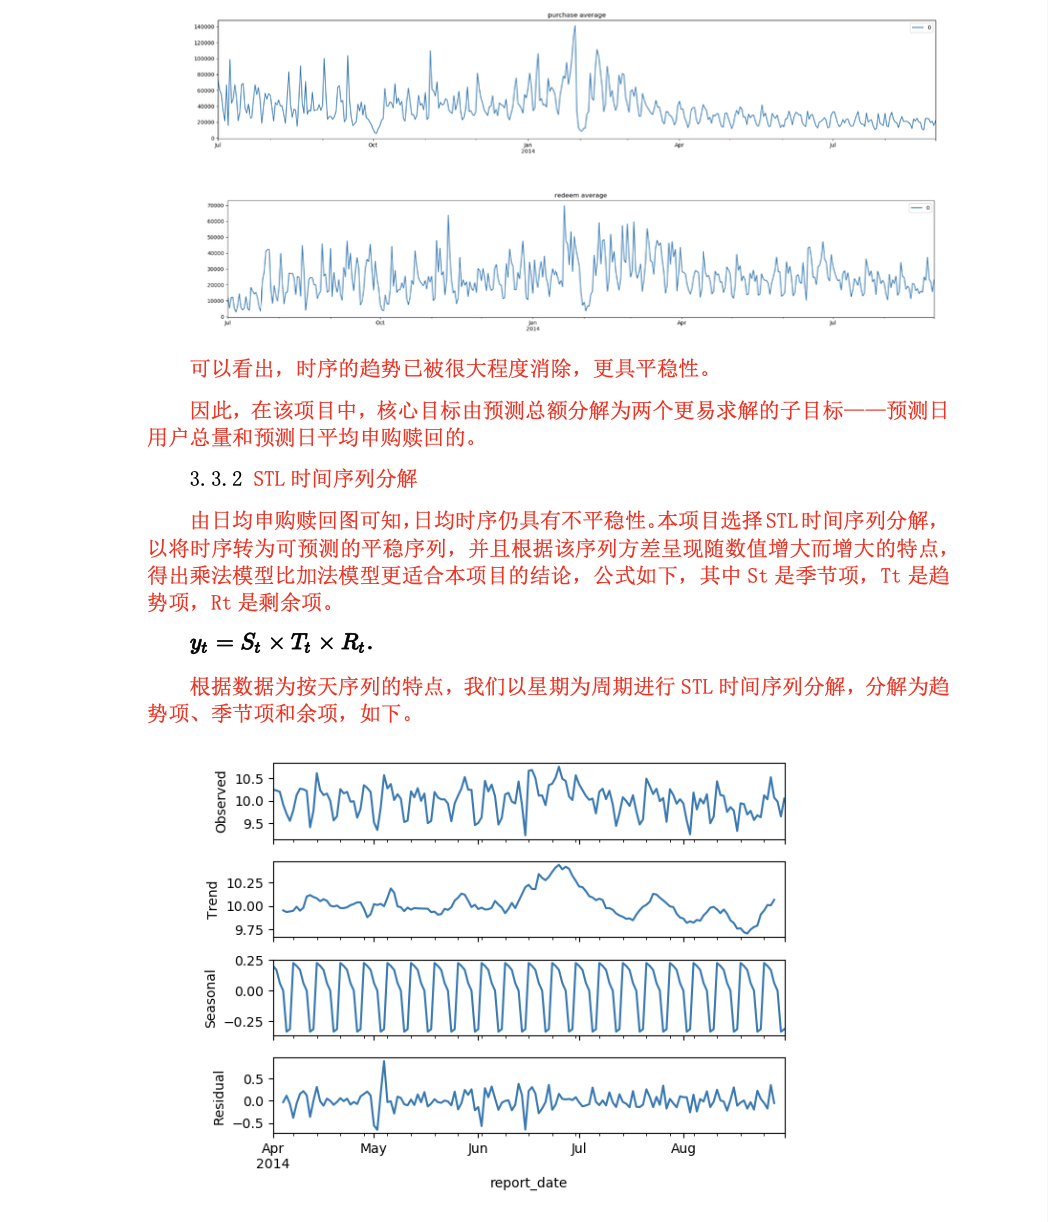 purchase average
140000
120000
100000
80000
60000
40000
20000
0
0
Jul
Oct
Jan
2014
Apr
Jul
redeem average
70000
60000
50000
40000
30000
20000
10000
0
0
Jul
Oct
Jan
2014
Apr
Jul
可以看出，时序的趋势已被很大程度消除，更具平稳性。
因此，在该项目中，核心目标由预测总额分解为两个更易求解的子目标——预测日
用户总量和预测日平均申购赎回的。
3.3.2 STL 时间序列分解
由日均申购赎回图可知，日均时序仍具有不平稳性。本项目选择 STL 时间序列分解，
以将时序转为可预测的平稳序列，并且根据该序列方差呈现随数值增大而增大的特点，
得出乘法模型比加法模型更适合本项目的结论，公式如下，其中 St 是季节项，Tt 是趋
势项，Rt 是剩余项。
y_t = S_t × T_t × R_t.
根据数据为按天序列的特点，我们以星期为周期进行 STL 时间序列分解，分解为趋
势项、季节项和余项，如下。
Observed
10.5
10.0
9.5
Trend
10.25
10.00
9.75
Seasonal
0.25
0.00
−0.25
Residual
0.5
0.0
−0.5
Apr
2014
May
Jun
Jul
Aug
report_date